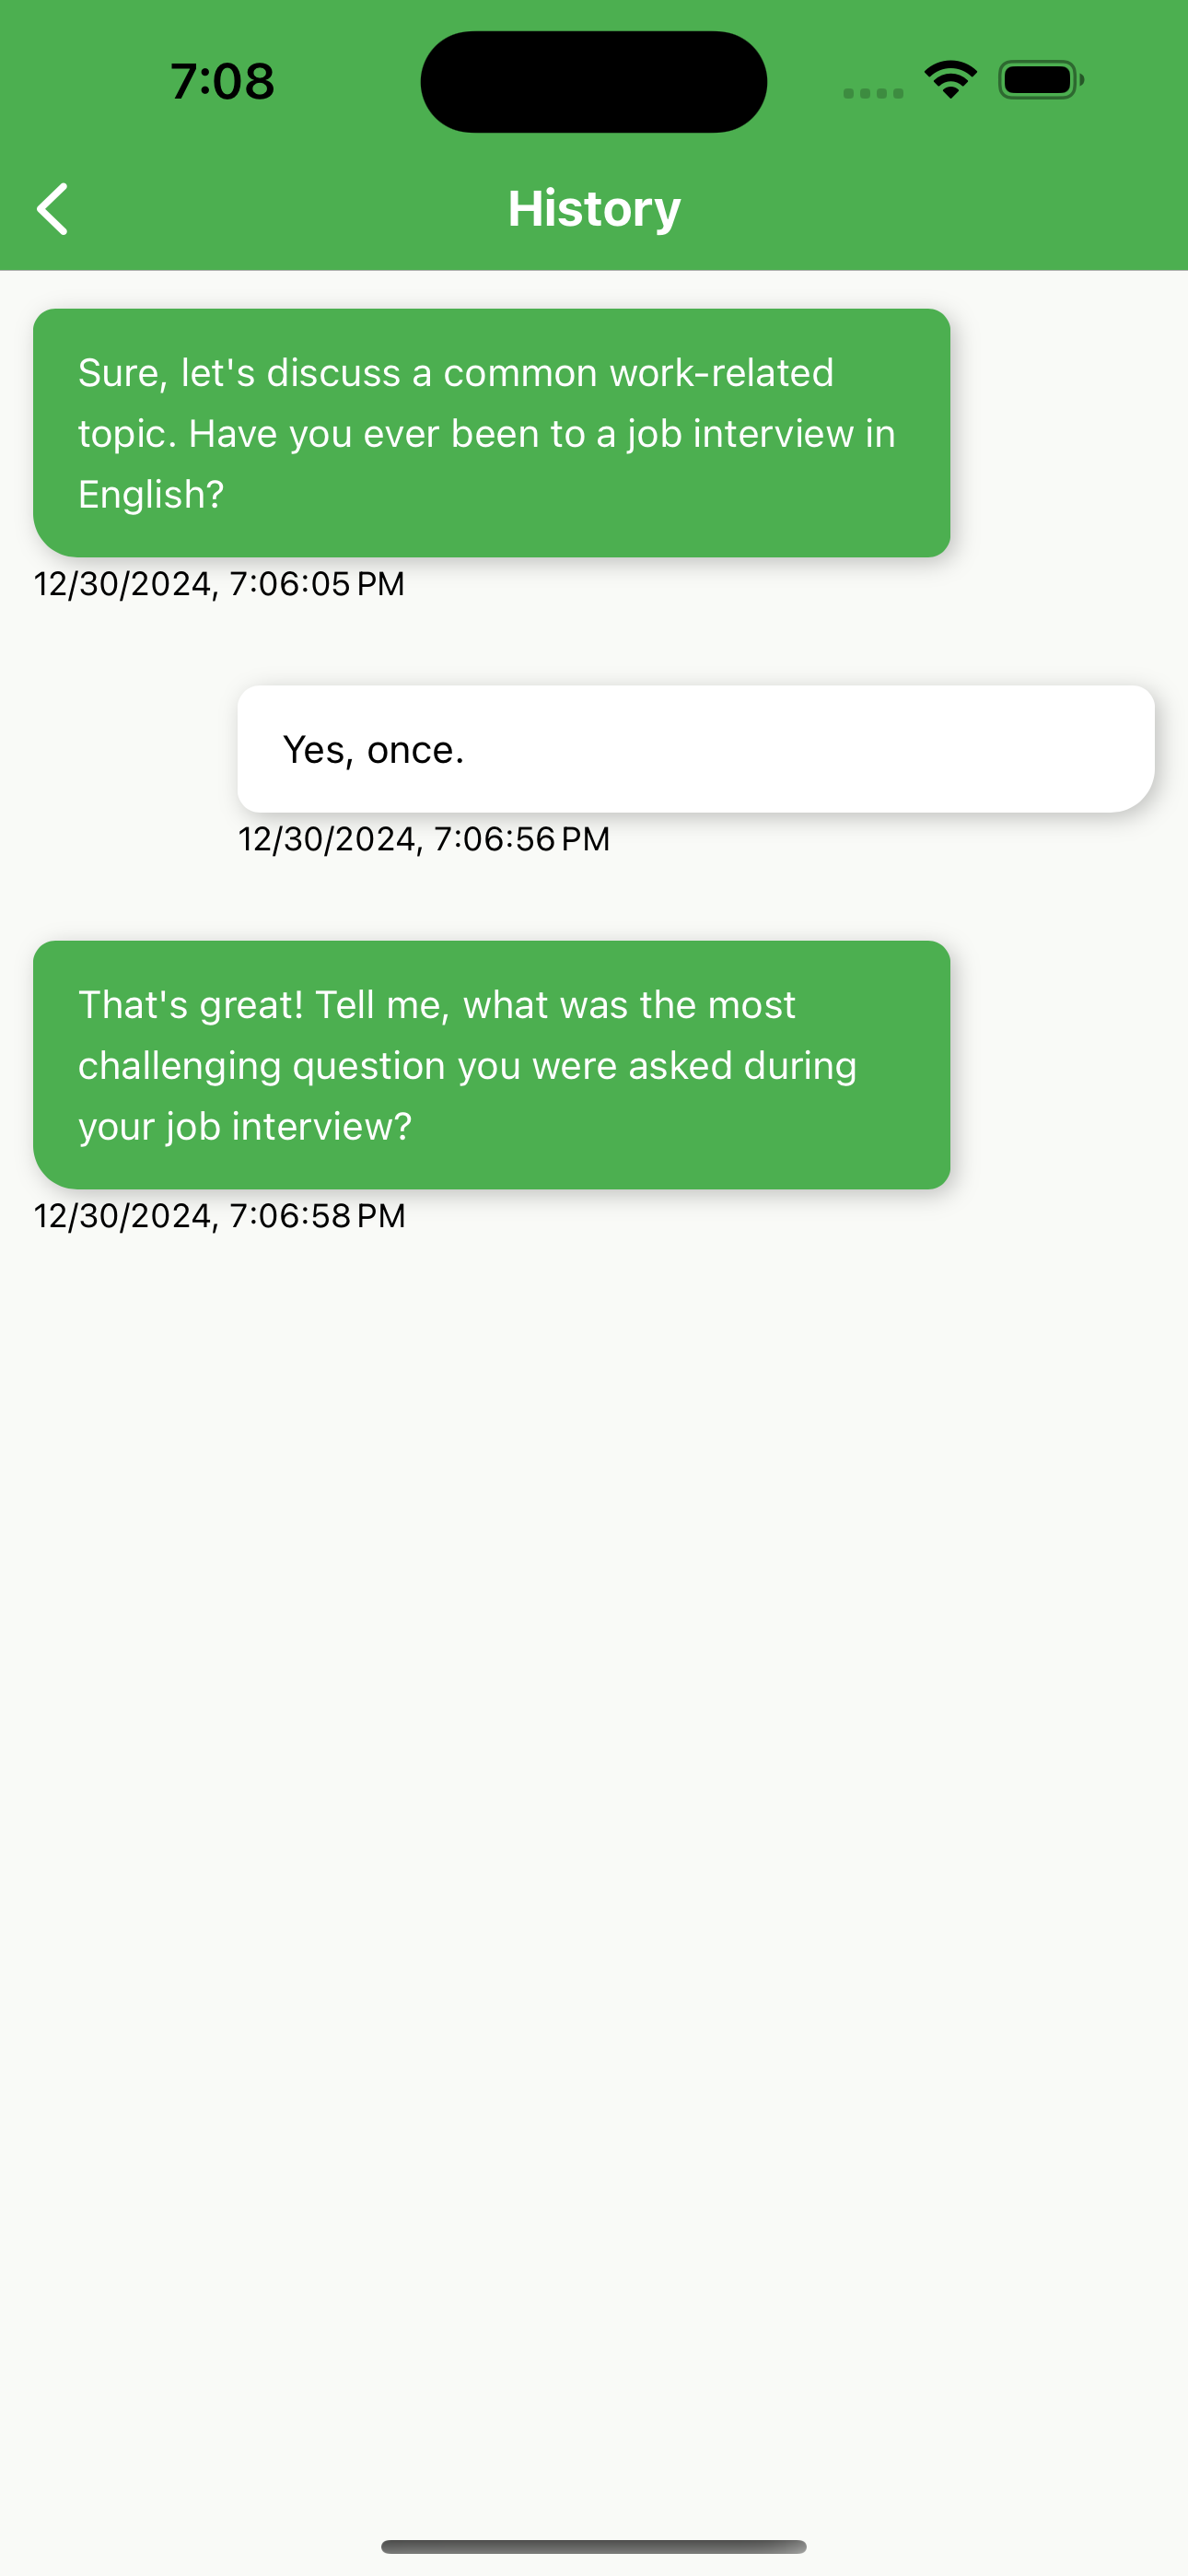 7:08
History
Sure, let's discuss a common work-related
topic. Have you ever been to a job interview in
English?
12/30/2024, 7:06:05 PM
Yes, once.
12/30/2024, 7:06:56 PM
That's great! Tell me, what was the most
challenging question you were asked during
your job interview?
12/30/2024, 7:06:58 PM